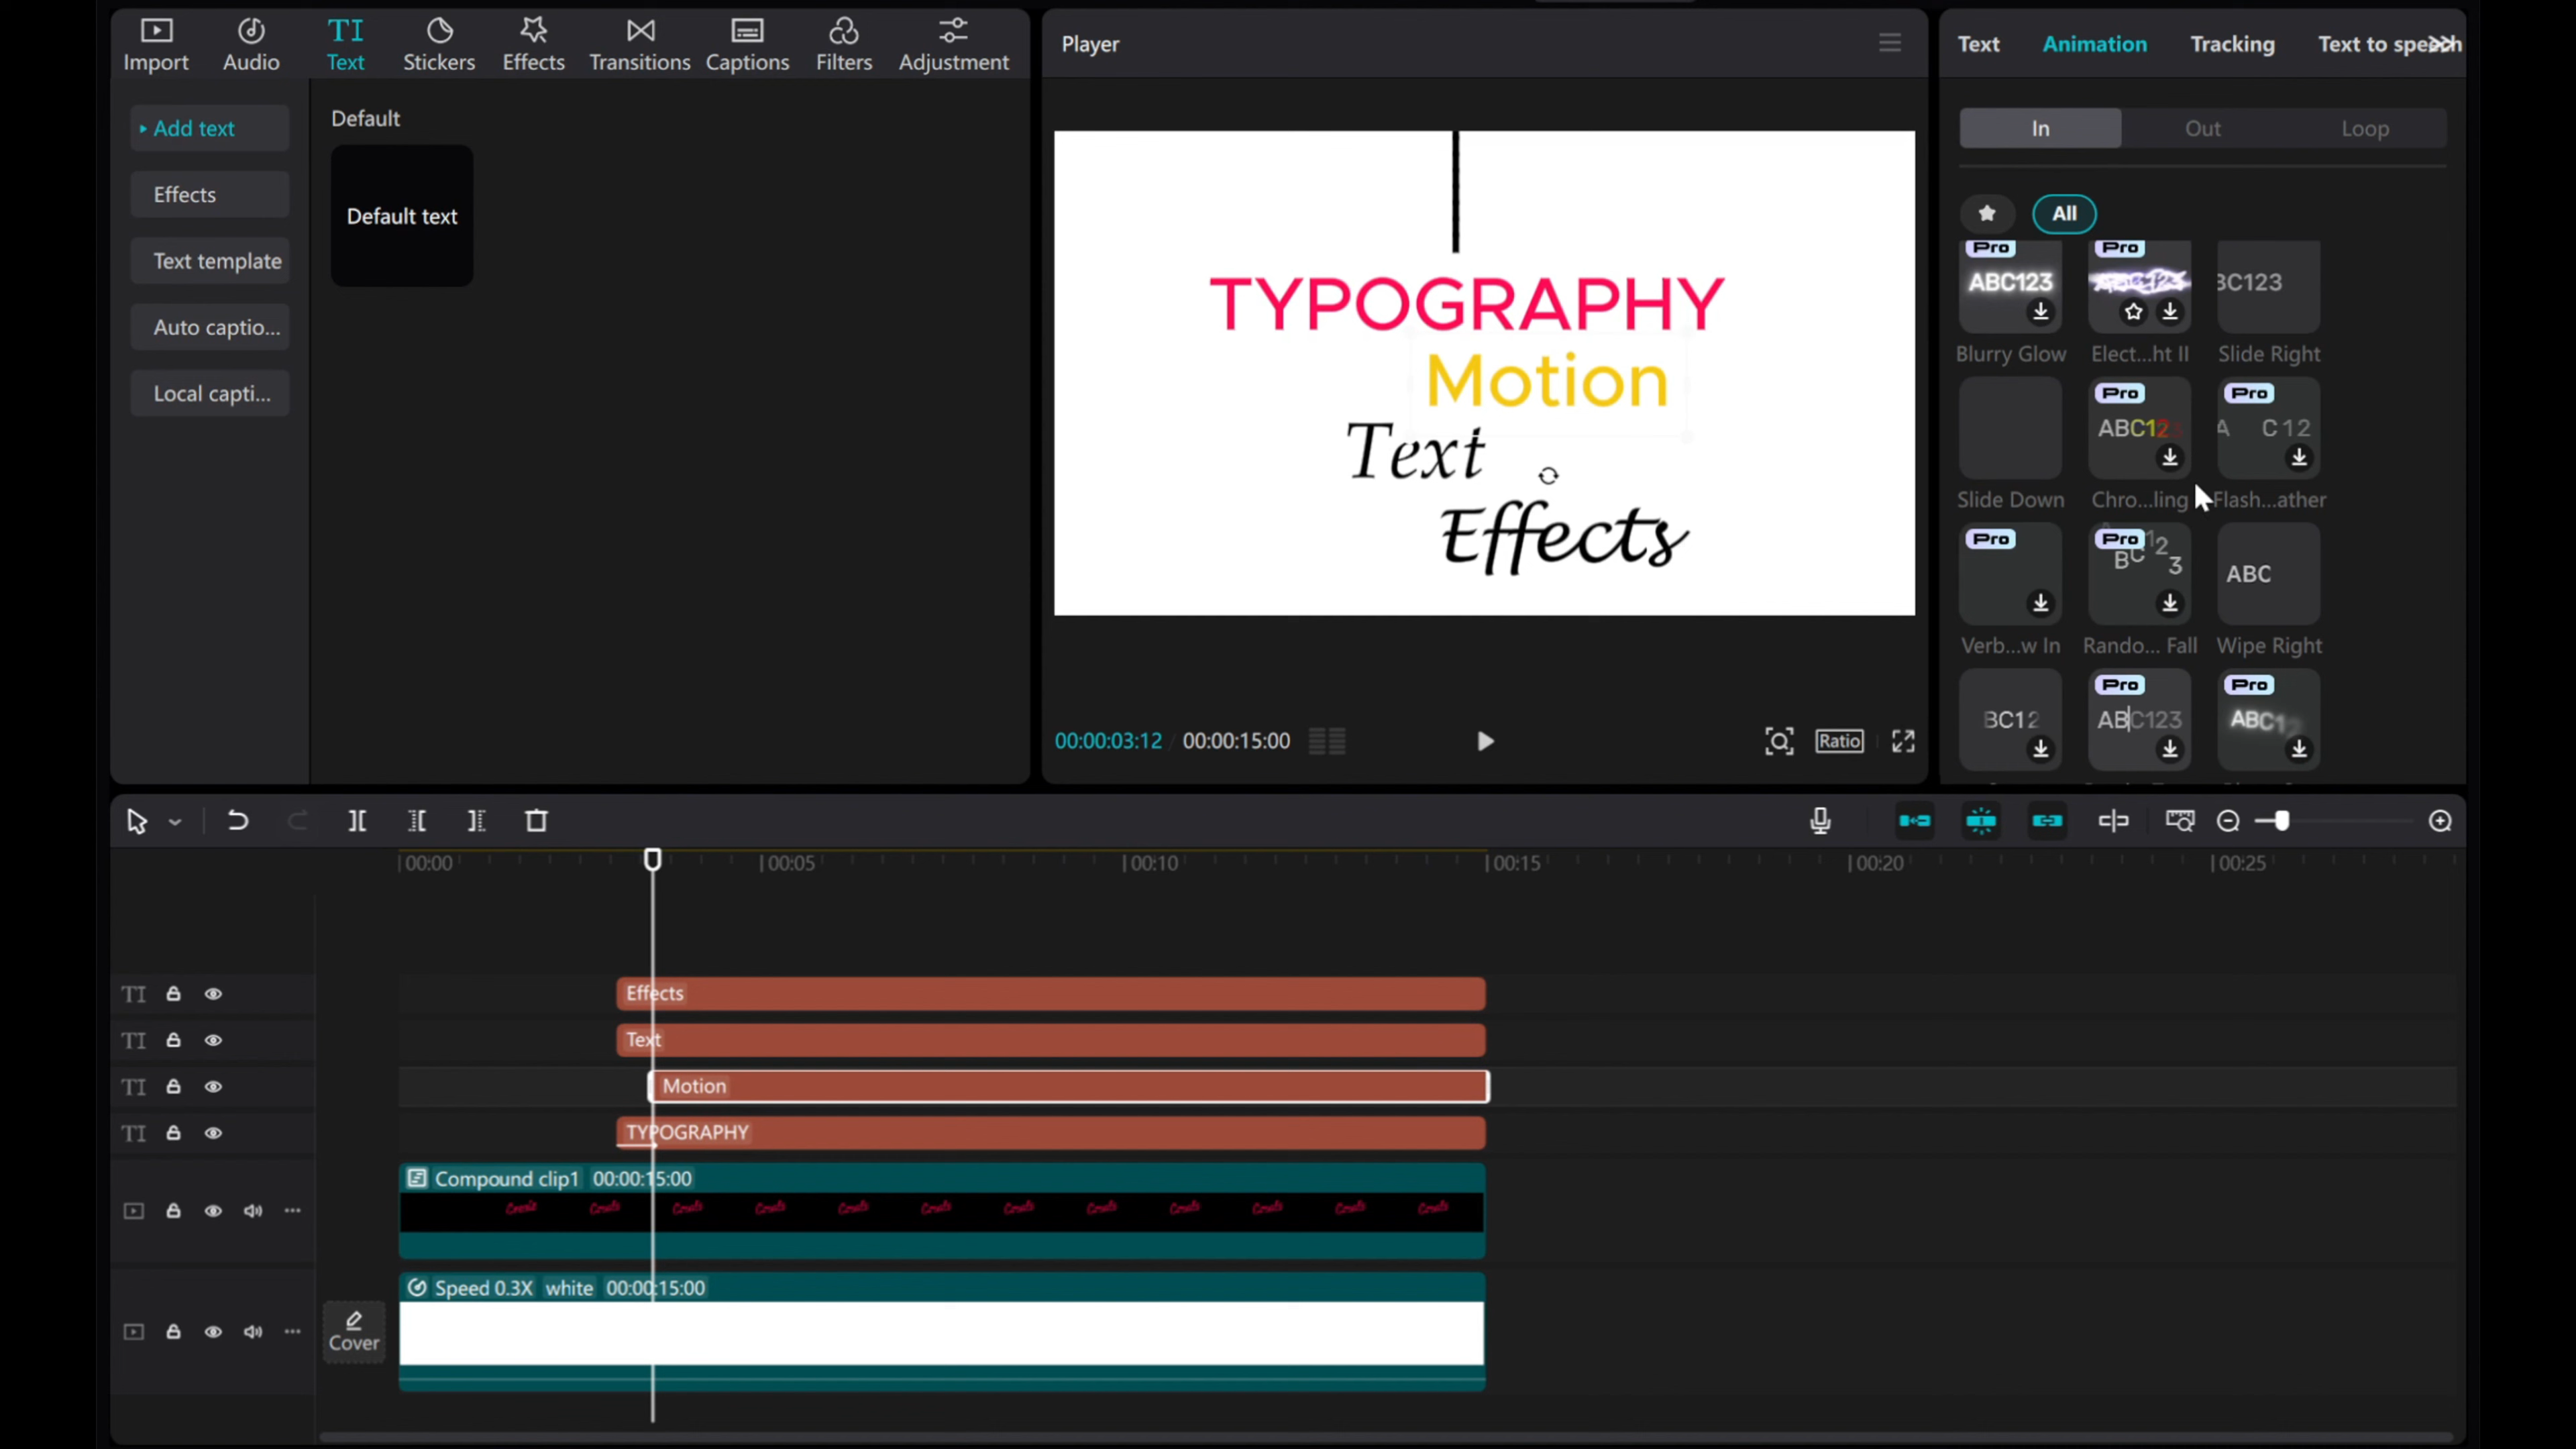 Import Audio Text Stickers Effects Transitions Captions Filters Adjustment
Add text
Effects
Text template
Auto captio...
Local capti...
Default
Default text
Player
TYPOGRAPHY
Motion
Text
Effects
00:00:03:12 / 00:00:15:00
Ratio
Text Animation Tracking Text to speech
In Out Loop
All
Pro Pro
ABC123 ABC123 BC123
Blurry Glow Elect...ht II Slide Right
Pro Pro
ABC12 A C12
Slide Down Chro...ling Flash...ather
Pro Pro
BC 12 3 ABC
Verb...w In Rando... Fall Wipe Right
Pro Pro
BC12 ABC123 ABC12
00:00 00:05 00:10 00:15 00:20 00:25
TI Effects
TI Text
TI Motion
TI TYPOGRAPHY
Compound clip1 00:00:15:00
Speed 0.3X white 00:00:15:00
Cover